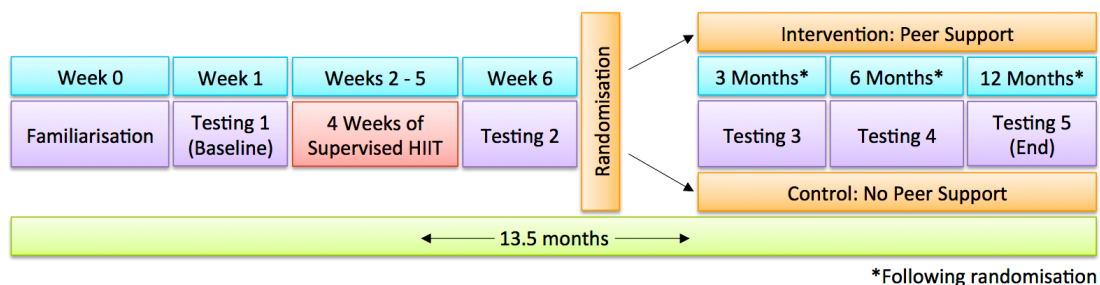 Week 0
Week 1
Weeks 2 - 5
Week 6
Familiarisation
Testing 1
(Baseline)
4 Weeks of
Supervised HIIT
Testing 2
Randomisation
Intervention: Peer Support
3 Months*
6 Months*
12 Months*
Testing 3
Testing 4
Testing 5
(End)
Control: No Peer Support
13.5 months
*Following randomisation